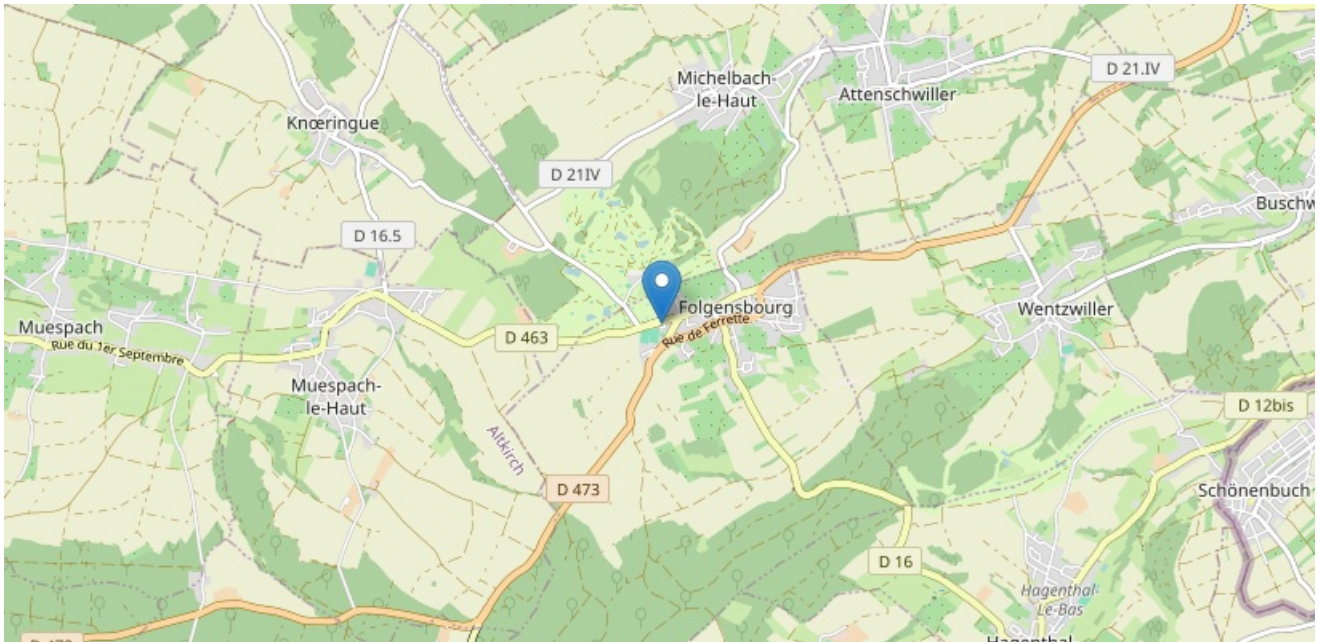 Michelbach-
le-Haut
Attenschwiller
D 21.IV
Knœringue
D 21IV
Buschw
D 16.5
Muespach
Rue du 1er Septembre
D 463
Folgensbourg
Rue de Ferrette
Wentzwiller
Muespach-
le-Haut
D 12bis
Altkirch
D 473
Schönenbuch
D 16
Hagenthal-
Le-Bas
Hagenthal-